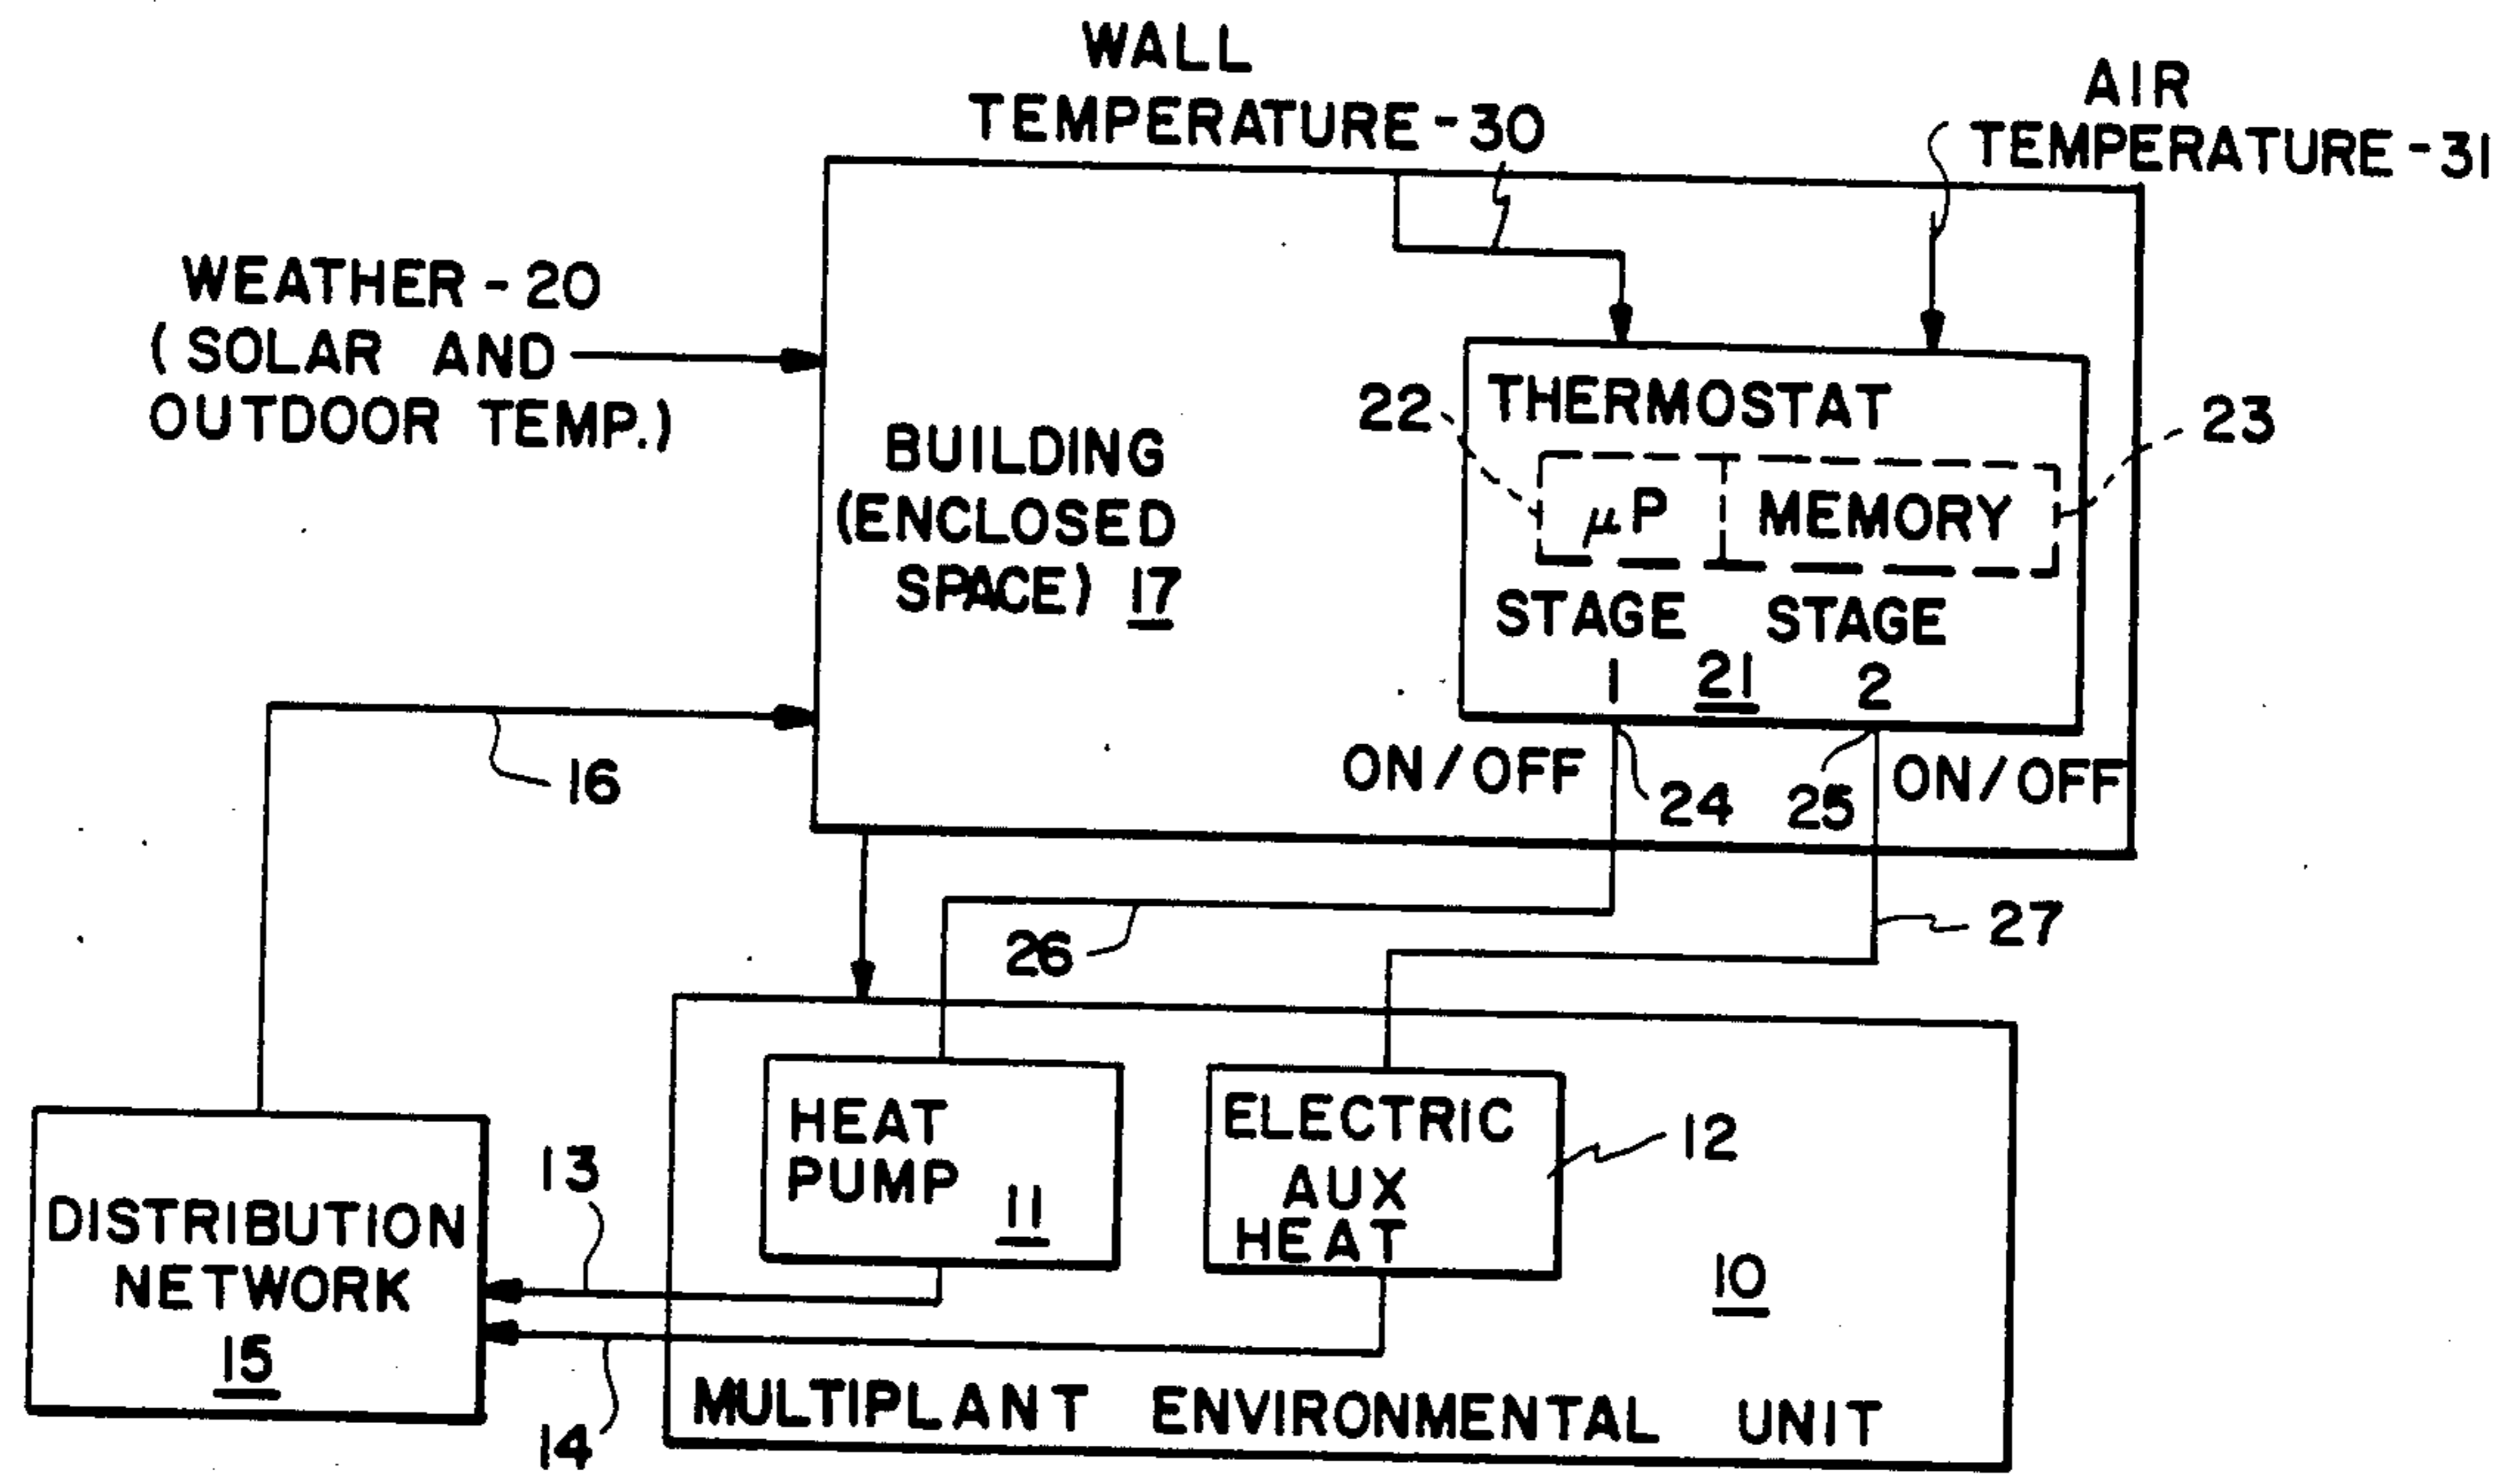 WALL
TEMPERATURE-30
AIR
TEMPERATURE-31
WEATHER-20
(SOLAR AND
OUTDOOR TEMP.)
BUILDING
(ENCLOSED
SPACE) 17
22
THERMOSTAT
23
μP MEMORY
STAGE STAGE
1 21 2
16
ON/OFF 24 25 ON/OFF
26
27
HEAT
PUMP 11
ELECTRIC
AUX
HEAT
12
13
DISTRIBUTION
NETWORK
15
10
14
MULTIPLANT ENVIRONMENTAL UNIT